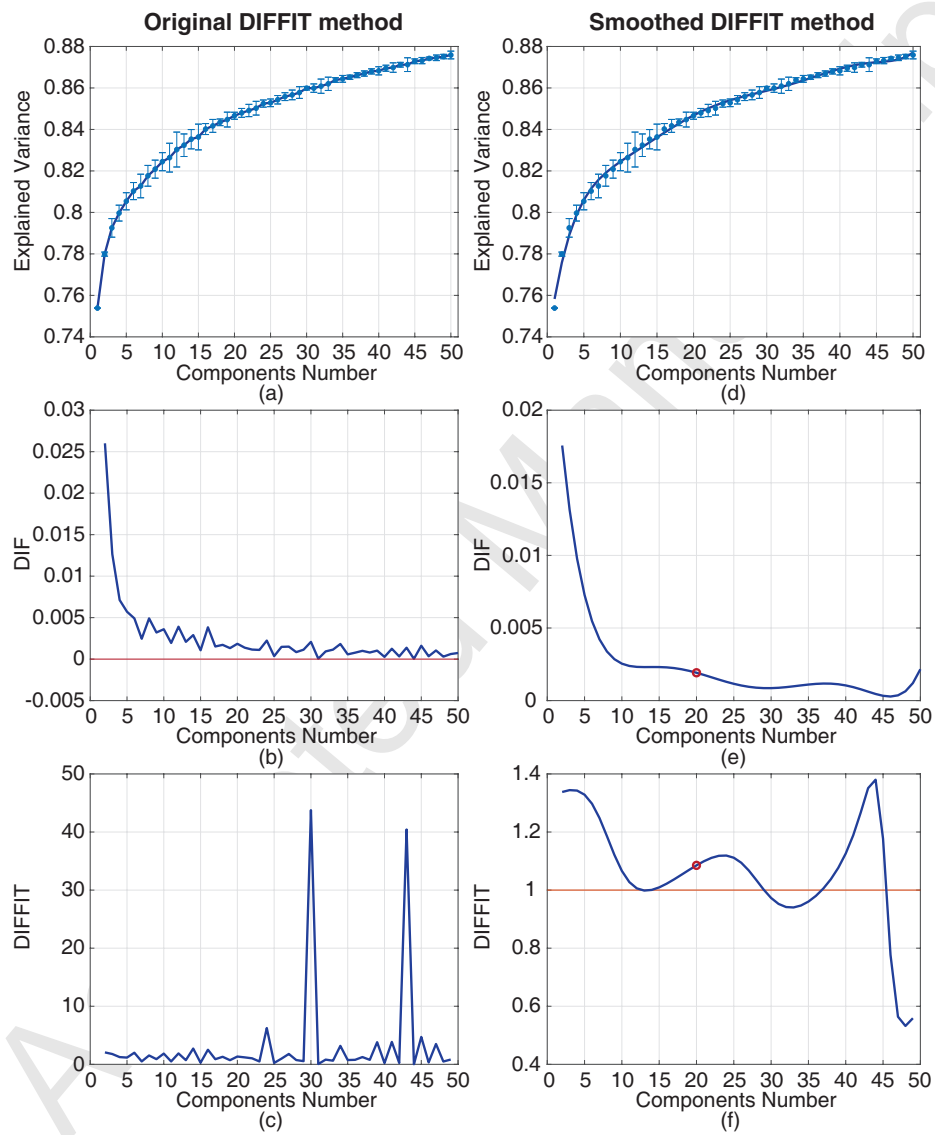 Original DIFFIT method
Smoothed DIFFIT method
0.88
0.86
0.84
0.82
0.8
0.78
0.76
0.74
Explained Variance
0 5 10 15 20 25 30 35 40 45 50
Components Number
(a)
0.88
0.86
0.84
0.82
0.8
0.78
0.76
0.74
Explained Variance
0 5 10 15 20 25 30 35 40 45 50
Components Number
(d)
0.03
0.025
0.02
0.015
0.01
0.005
0
-0.005
DIF
0 5 10 15 20 25 30 35 40 45 50
Components Number
(b)
0.02
0.015
0.01
0.005
0
DIF
0 5 10 15 20 25 30 35 40 45 50
Components Number
(e)
50
40
30
20
10
0
DIFFIT
0 5 10 15 20 25 30 35 40 45 50
Components Number
(c)
1.4
1.2
1
0.8
0.6
0.4
DIFFIT
0 5 10 15 20 25 30 35 40 45 50
Components Number
(f)